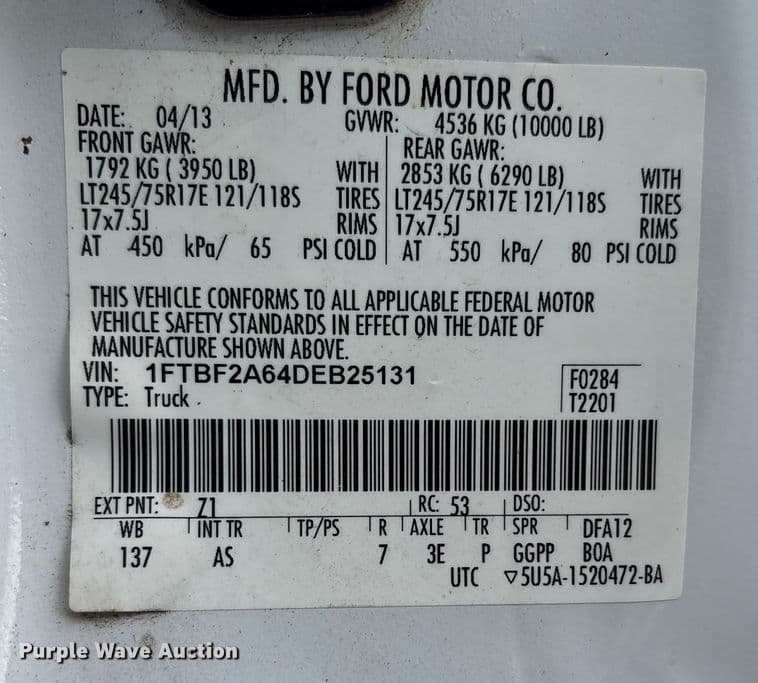 MFD. BY FORD MOTOR CO.
DATE: 04/13 GVWR: 4536 KG (10000 LB)
FRONT GAWR: REAR GAWR:
1792 KG ( 3950 LB) WITH 2853 KG ( 6290 LB) WITH
LT245/75R17E 121/118S TIRES LT245/75R17E 121/118S TIRES
17x7.5J RIMS 17x7.5J RIMS
AT 450 kPa/ 65 PSI COLD AT 550 kPa/ 80 PSI COLD
THIS VEHICLE CONFORMS TO ALL APPLICABLE FEDERAL MOTOR
VEHICLE SAFETY STANDARDS IN EFFECT ON THE DATE OF
MANUFACTURE SHOWN ABOVE.
VIN: 1FTBF2A64DEB25131 F0284
TYPE: Truck T2201
EXT PNT: Z1 RC: 53 DSO:
WB INT TR TP/PS R AXLE TR SPR DFA12
137 AS 7 3E P GGPP BOA
UTC ▽5U5A-1520472-BA
Purple Wave Auction